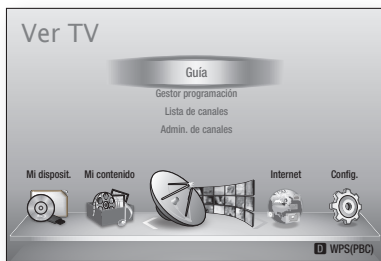 Ver TV
Guía
Gestor programación
Lista de canales
Admin. de canales
Mi disposit. Mi contenido Internet Config.
D WPS(PBC)